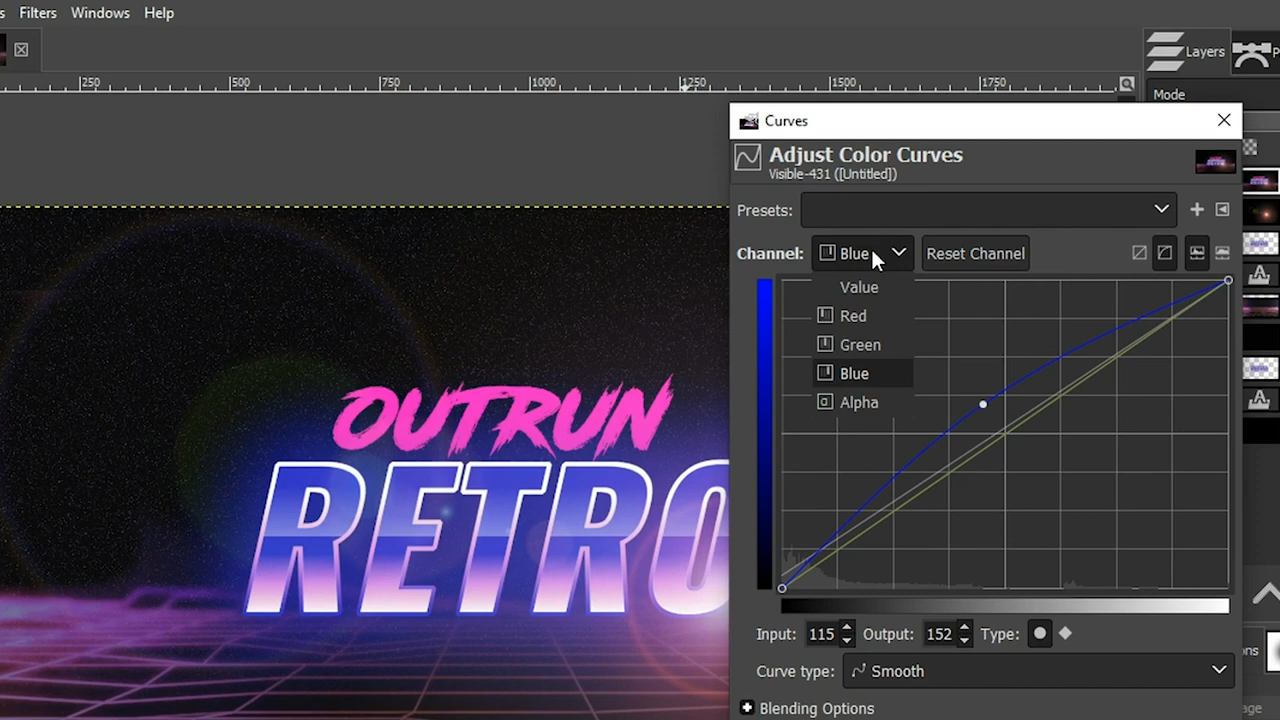 s Filters Windows Help
250 500 750 1000 1250 1500 1750
Layers
Mode
Curves
Adjust Color Curves
Visible-431 ([Untitled])
Presets:
Channel: Blue Reset Channel
Value
Red
Green
Blue
Alpha
OUTRUN
RETRO
Input: 115 Output: 152 Type:
Curve type: Smooth
Blending Options
ons
age